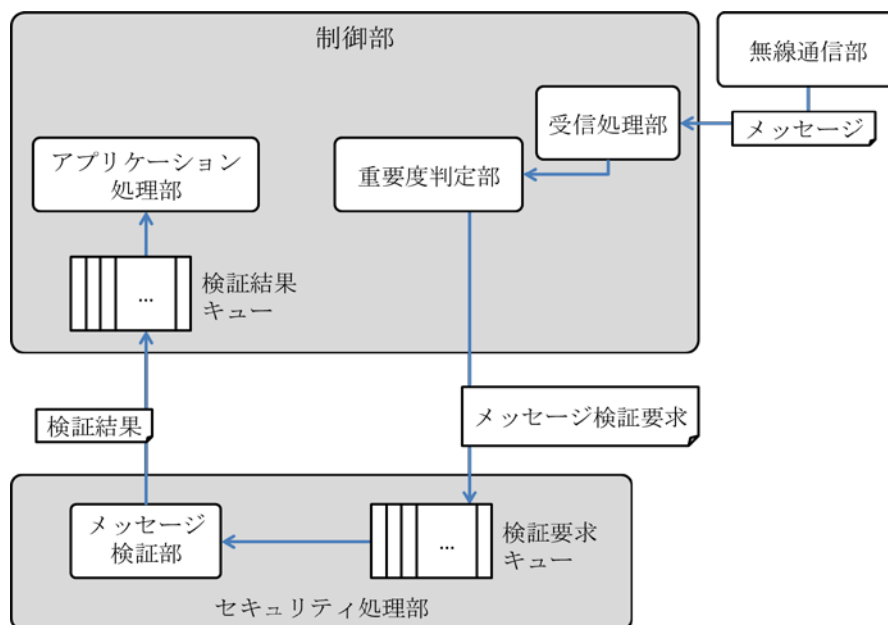 制御部
無線通信部
受信処理部
メッセージ
アプリケーション
処理部
重要度判定部
...
検証結果
キュー
検証結果
メッセージ検証要求
メッセージ
検証部
...
検証要求
キュー
セキュリティ処理部